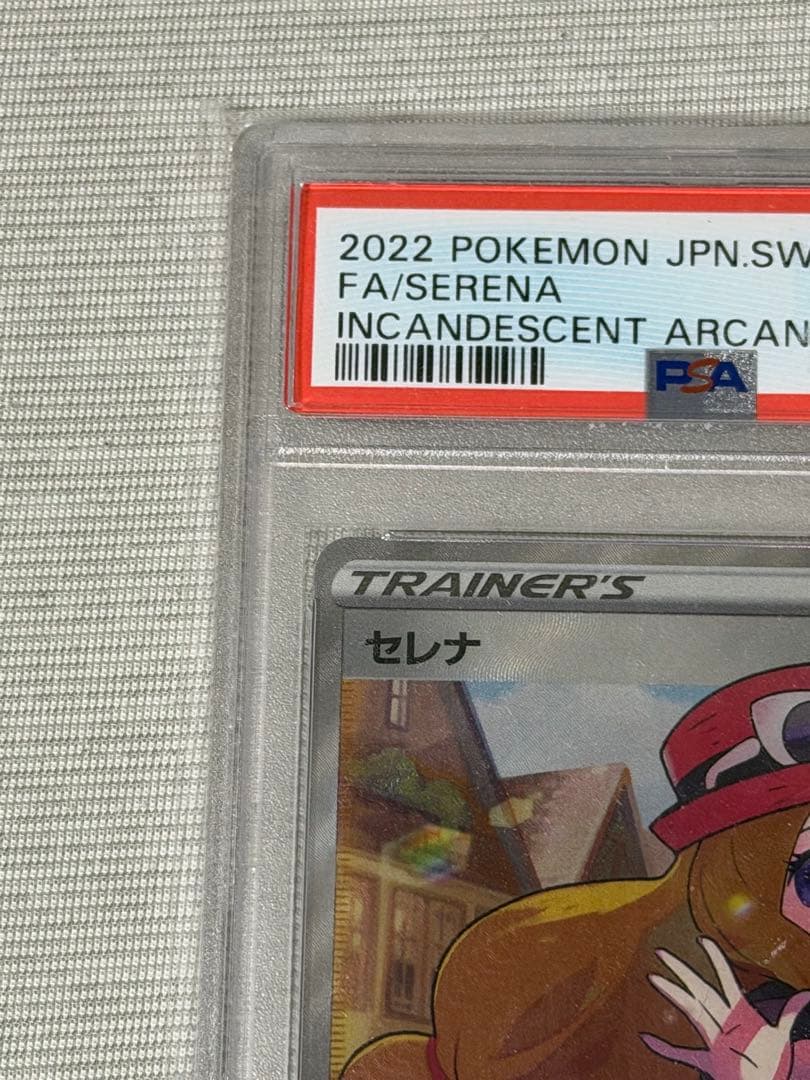 2022 POKEMON JPN.SW
FA/SERENA
INCANDESCENT ARCAN
PSA
TRAINER'S
セレナ